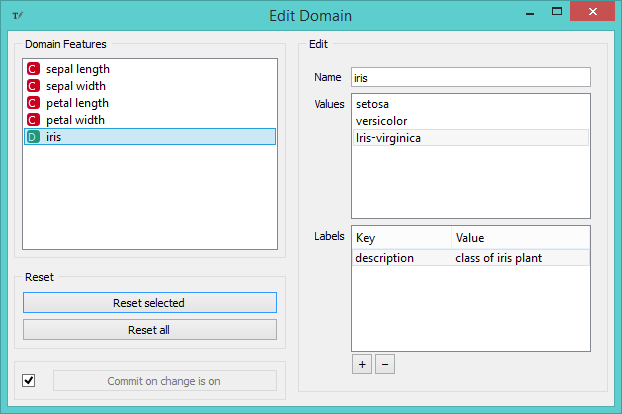 Edit Domain
Domain Features
C sepal length
C sepal width
C petal length
C petal width
D iris
Reset
Reset selected
Reset all
Commit on change is on
Edit
Name iris
Values setosa
versicolor
Iris-virginica
Labels Key Value
description class of iris plant
+ −